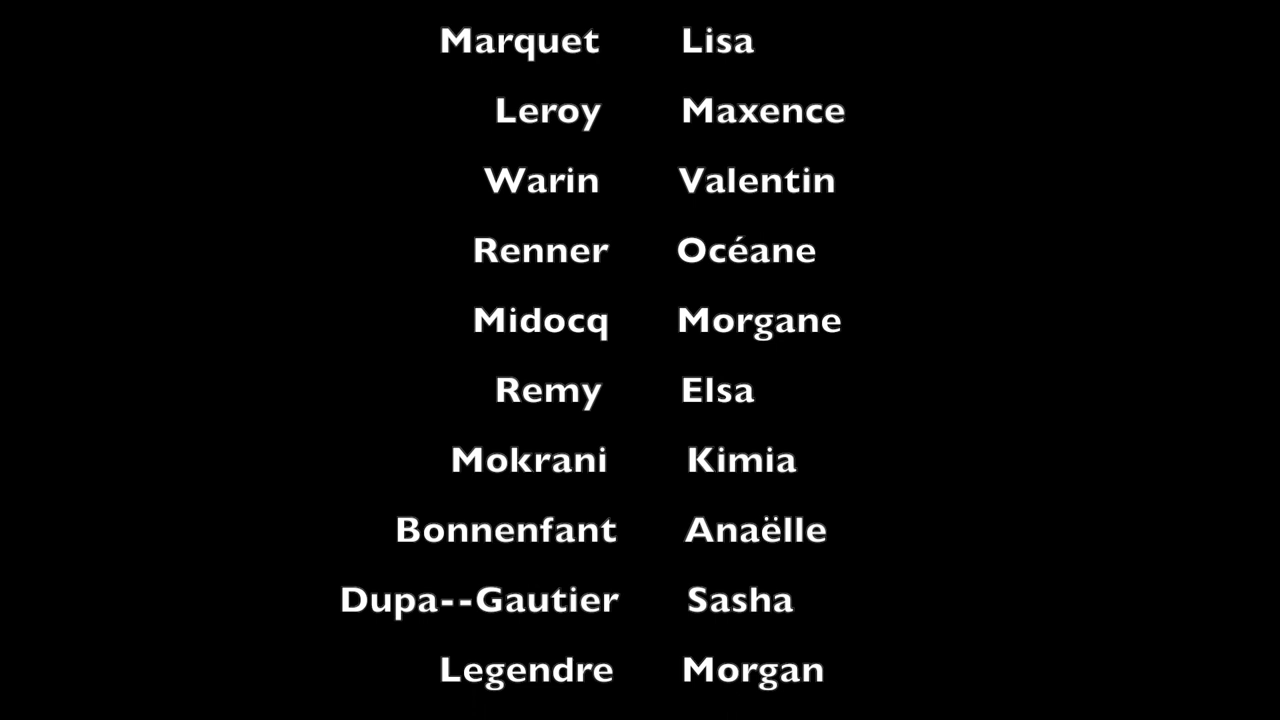 Marquet Lisa
Leroy Maxence
Warin Valentin
Renner Océane
Midocq Morgane
Remy Elsa
Mokrani Kimia
Bonnenfant Anaëlle
Dupa--Gautier Sasha
Legendre Morgan